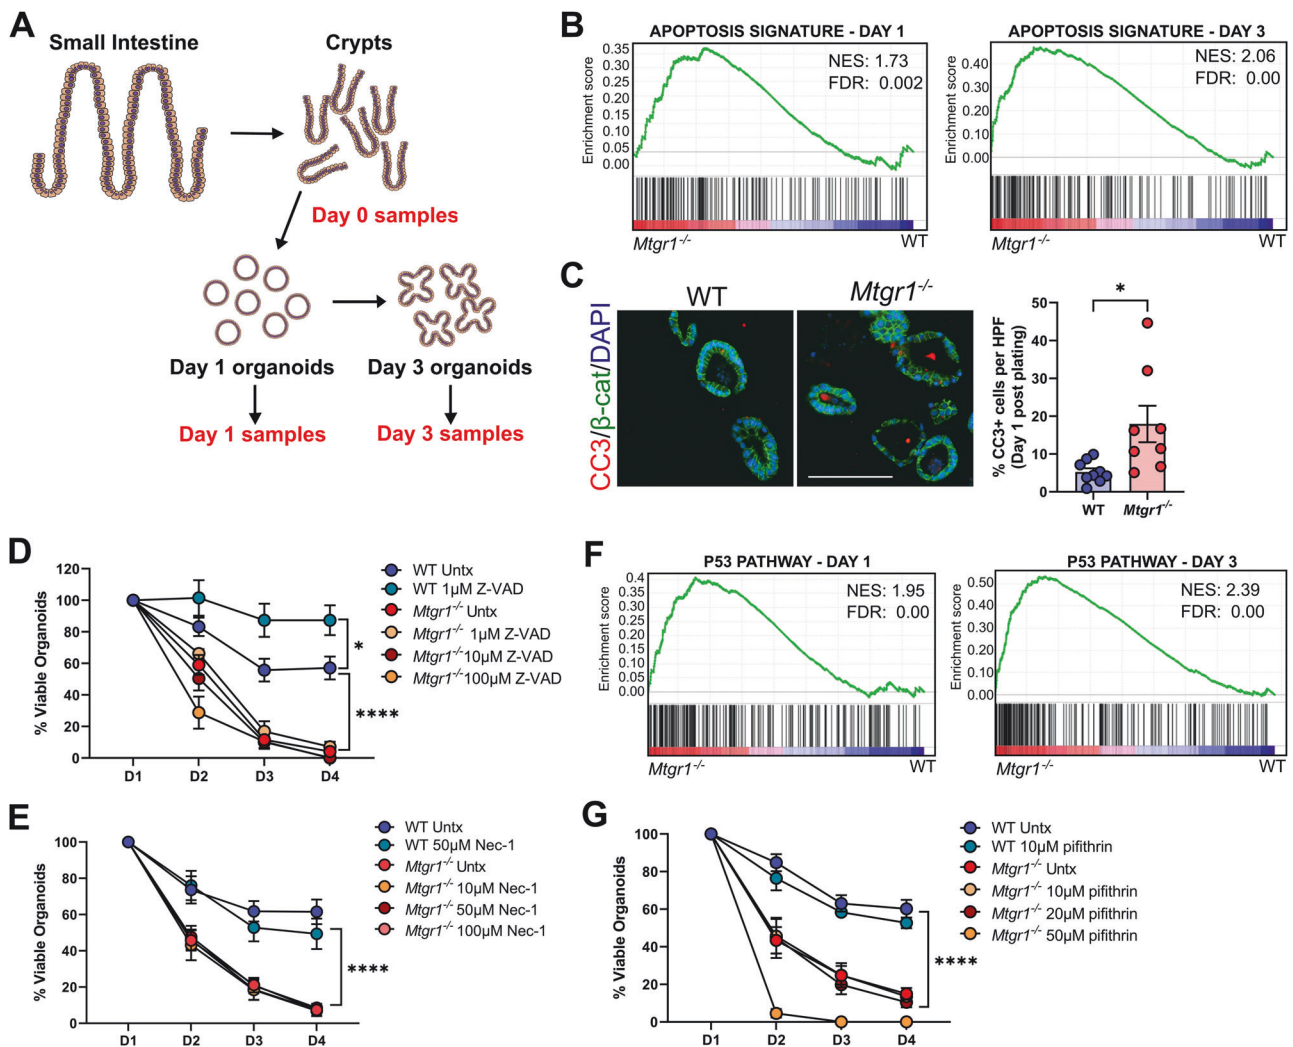 A
Small Intestine
Crypts
Day 0 samples
Day 1 organoids
Day 3 organoids
Day 1 samples
Day 3 samples
B
APOPTOSIS SIGNATURE - DAY 1
Enrichment score
0.35
0.30
0.25
0.20
0.15
0.10
0.05
0.00
NES: 1.73
FDR: 0.002
Mtgr1-/-
WT
APOPTOSIS SIGNATURE - DAY 3
Enrichment score
0.40
0.30
0.20
0.10
0.00
NES: 2.06
FDR: 0.00
Mtgr1-/-
WT
C
CC3/β-cat/DAPI
WT
Mtgr1-/-
% CC3+ cells per HPF
(Day 1 post plating)
50
40
30
20
10
0
*
WT
Mtgr1-/-
D
% Viable Organoids
120
100
80
60
40
20
0
D1
D2
D3
D4
*
****
WT Untx
WT 1µM Z-VAD
Mtgr1-/- Untx
Mtgr1-/- 1µM Z-VAD
Mtgr1-/- 10µM Z-VAD
Mtgr1-/- 100µM Z-VAD
F
P53 PATHWAY - DAY 1
Enrichment score
0.4
0.35
0.30
0.25
0.20
0.15
0.10
0.05
0.00
NES: 1.95
FDR: 0.00
Mtgr1-/-
WT
P53 PATHWAY - DAY 3
Enrichment score
0.50
0.40
0.30
0.20
0.10
0.00
NES: 2.39
FDR: 0.00
Mtgr1-/-
WT
E
% Viable Organoids
100
80
60
40
20
0
D1
D2
D3
D4
****
WT Untx
WT 50µM Nec-1
Mtgr1-/- Untx
Mtgr1-/- 10µM Nec-1
Mtgr1-/- 50µM Nec-1
Mtgr1-/- 100µM Nec-1
G
% Viable Organoids
100
80
60
40
20
0
D1
D2
D3
D4
****
WT Untx
WT 10µM pifithrin
Mtgr1-/- Untx
Mtgr1-/- 10µM pifithrin
Mtgr1-/- 20µM pifithrin
Mtgr1-/- 50µM pifithrin